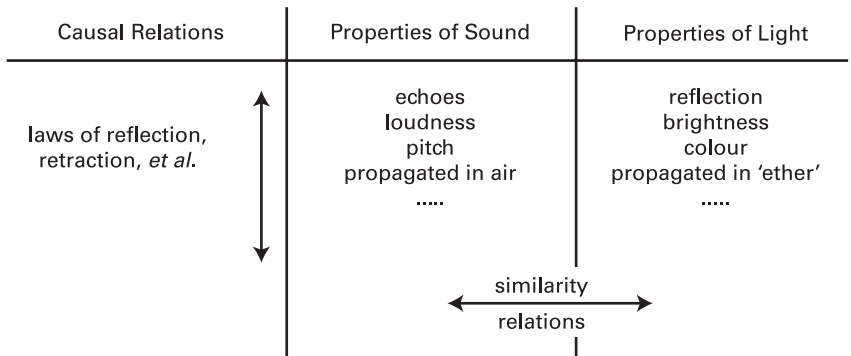 Causal Relations
Properties of Sound
Properties of Light
laws of reflection,
retraction, et al.
echoes
loudness
pitch
propagated in air
.....
reflection
brightness
colour
propagated in ‘ether’
.....
similarity
relations